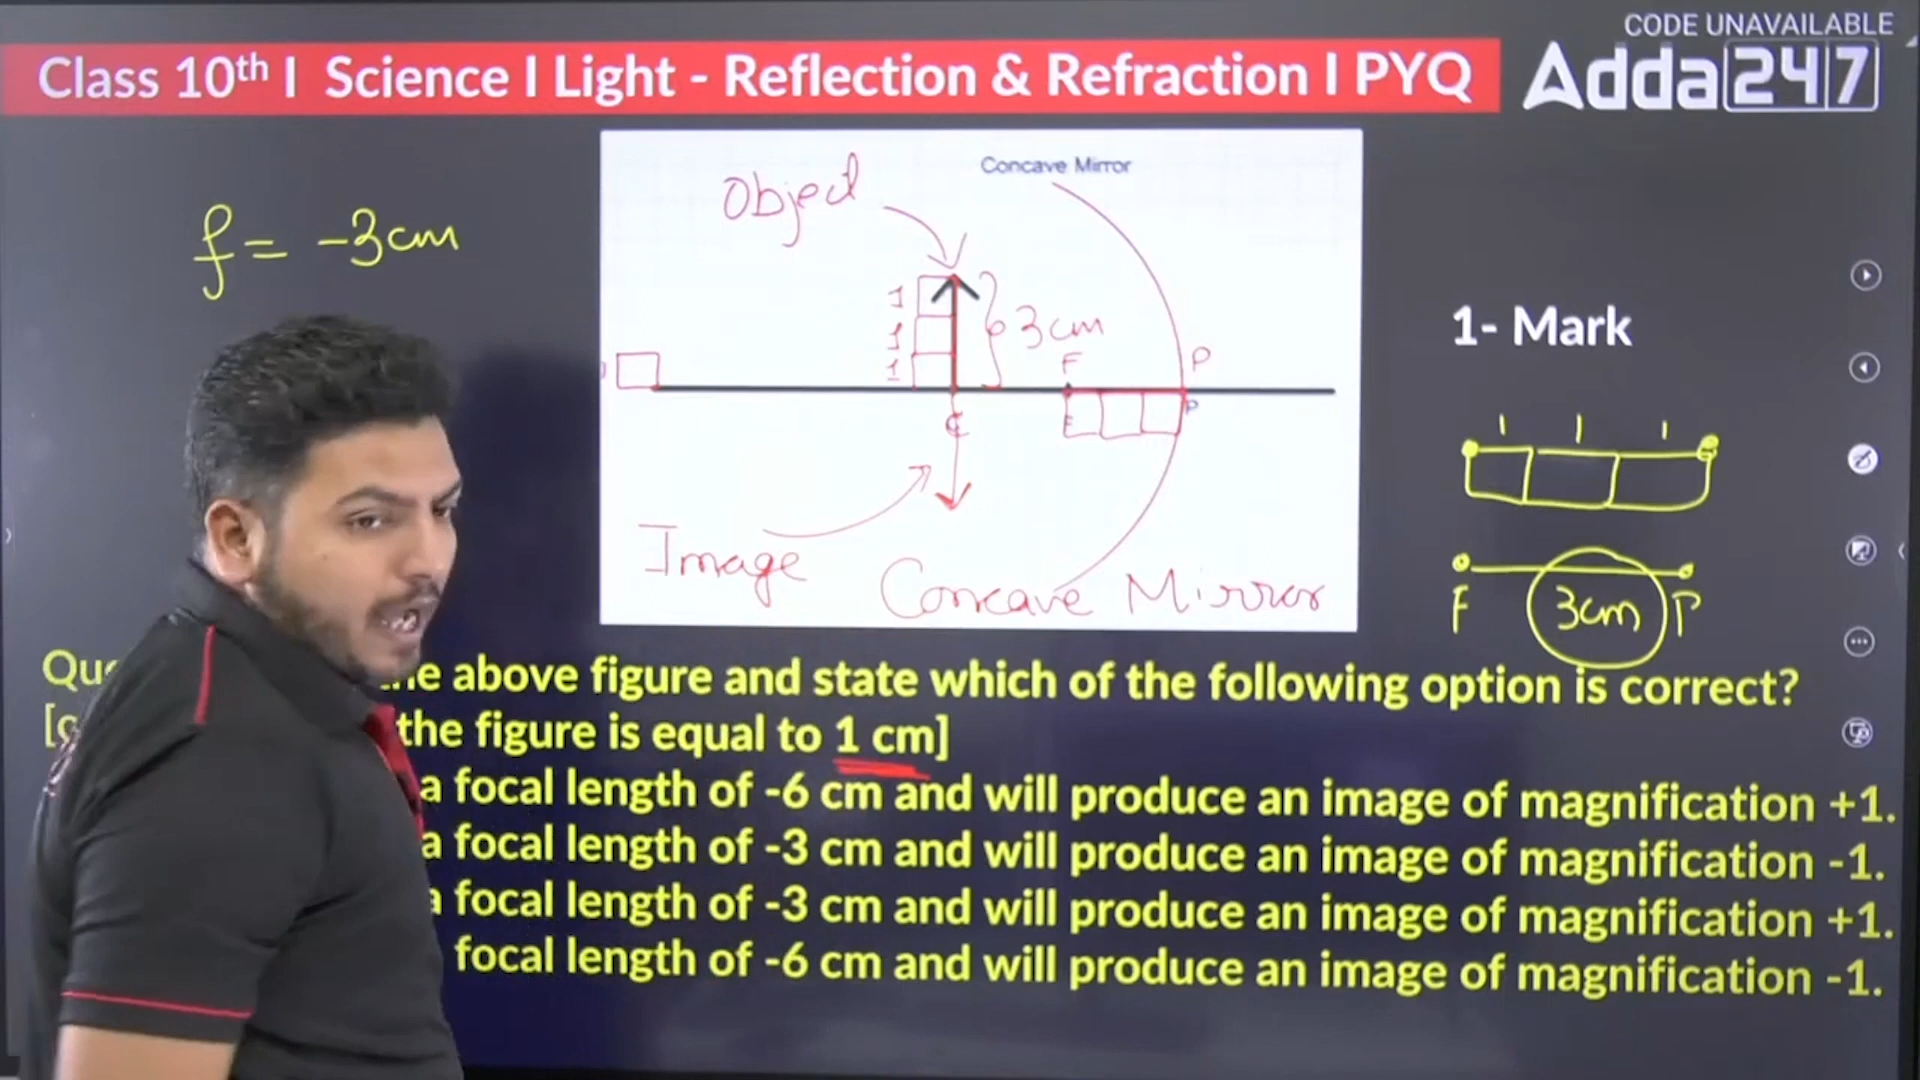 CODE UNAVAILABLE
Class 10th I Science I Light - Reflection & Refraction I PYQ
Adda247
Concave Mirror
Object
f = -3cm
1
1
1
3cm
F
P
1- Mark
C
F
P
1 1 1
Image
Concave Mirror
F 3cm P
above figure and state which of the following option is correct?
the figure is equal to 1 cm]
a focal length of -6 cm and will produce an image of magnification +1.
a focal length of -3 cm and will produce an image of magnification -1.
a focal length of -3 cm and will produce an image of magnification +1.
focal length of -6 cm and will produce an image of magnification -1.